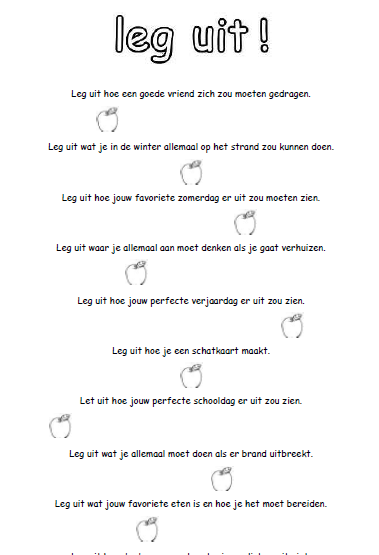 leg uit !
Leg uit hoe een goede vriend zich zou moeten gedragen.
Leg uit wat je in de winter allemaal op het strand zou kunnen doen.
Leg uit hoe jouw favoriete zomerdag er uit zou moeten zien.
Leg uit waar je allemaal aan moet denken als je gaat verhuizen.
Leg uit hoe jouw perfecte verjaardag er uit zou zien.
Leg uit hoe je een schatkaart maakt.
Let uit hoe jouw perfecte schooldag er uit zou zien.
Leg uit wat je allemaal moet doen als er brand uitbreekt.
Leg uit wat jouw favoriete eten is en hoe je het moet bereiden.